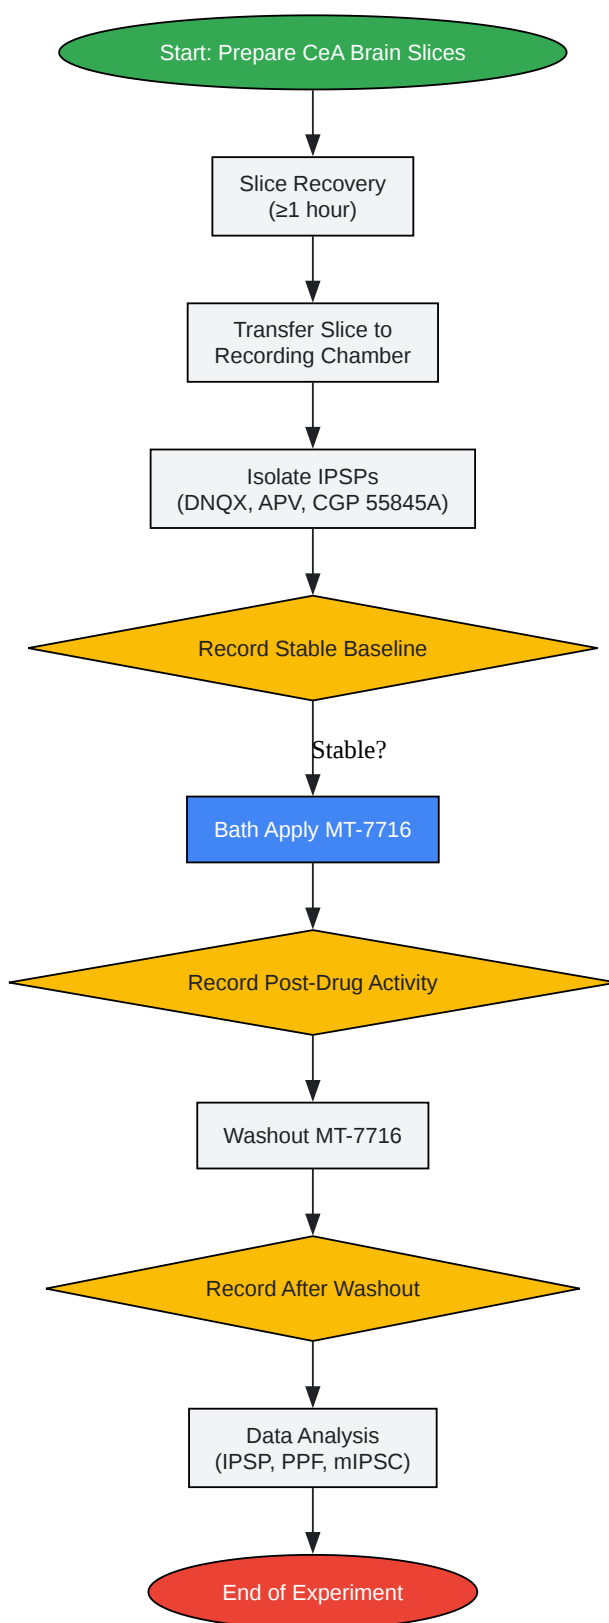 Start: Prepare CeA Brain Slices
Slice Recovery
(≥1 hour)
Transfer Slice to
Recording Chamber
Isolate IPSPs
(DNQX, APV, CGP 55845A)
Record Stable Baseline
Stable?
Bath Apply MT-7716
Record Post-Drug Activity
Washout MT-7716
Record After Washout
Data Analysis
(IPSP, PPF, mIPSC)
End of Experiment